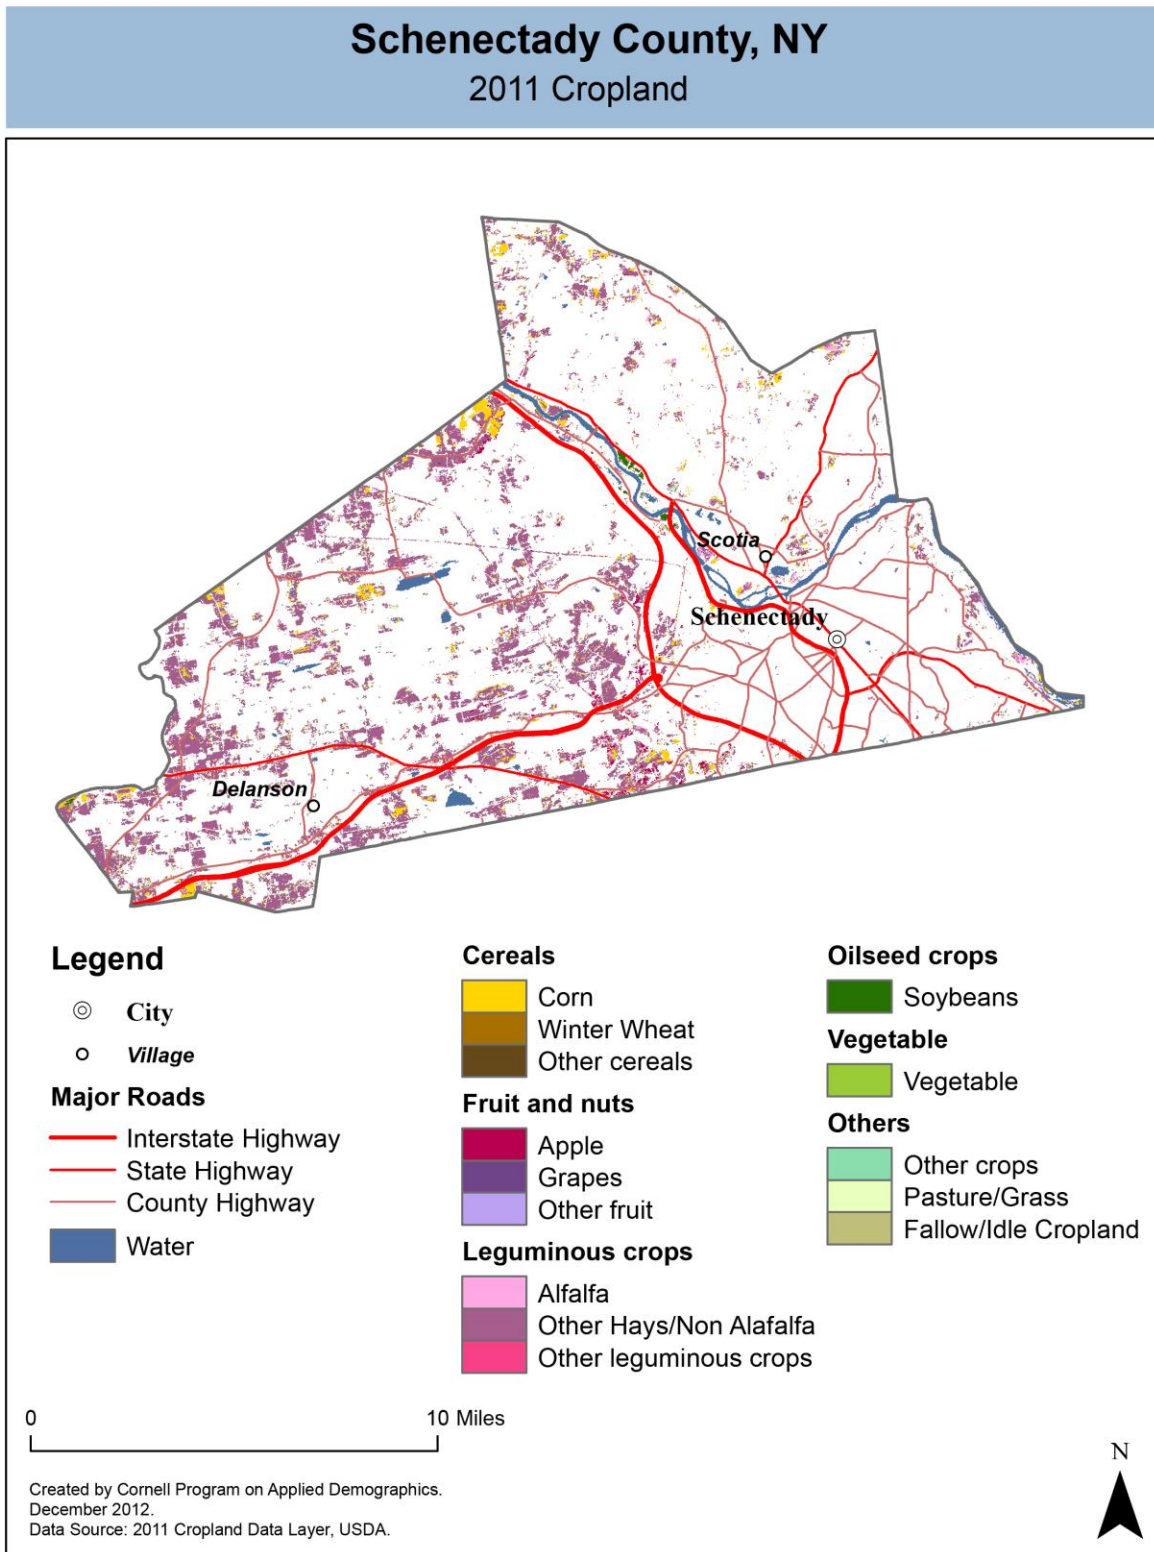 Schenectady County, NY
2011 Cropland
Scotia
Schenectady
Delanson
Legend
City
Village
Major Roads
Interstate Highway
State Highway
County Highway
Water
Cereals
Corn
Winter Wheat
Other cereals
Fruit and nuts
Apple
Grapes
Other fruit
Leguminous crops
Alfalfa
Other Hays/Non Alafalfa
Other leguminous crops
Oilseed crops
Soybeans
Vegetable
Vegetable
Others
Other crops
Pasture/Grass
Fallow/Idle Cropland
0 10 Miles
N
Created by Cornell Program on Applied Demographics.
December 2012.
Data Source: 2011 Cropland Data Layer, USDA.